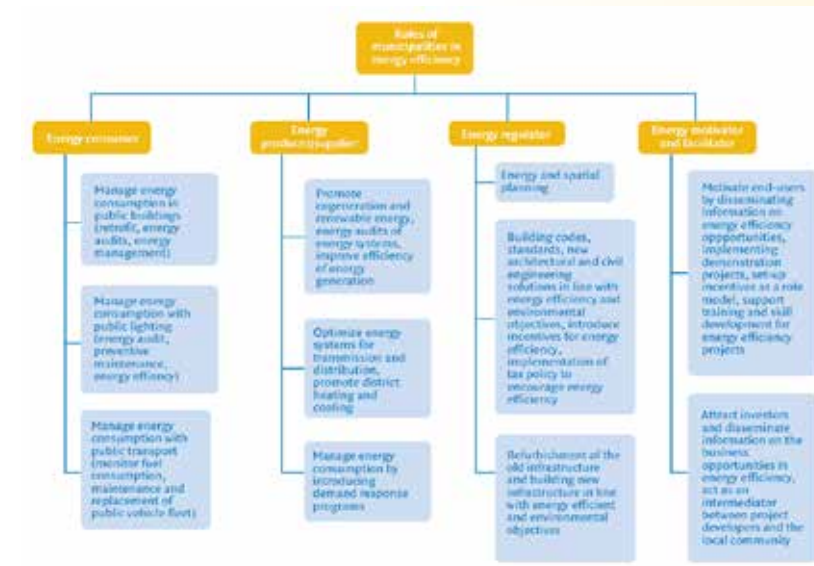 Roles of
municipalities in
energy efficiency
Energy consumer
Manage energy
consumption in
public buildings
(retrofit, energy
audits, energy
management)
Manage energy
consumption with
public lighting
(energy audit,
preventive
maintenance,
energy effiency)
Manage energy
consumption with
public transport
(monitor fuel
consumption,
maintenance and
replacement of
public vehicle fleet)
Energy
producer/supplier
Promote
cogeneration and
renewable energy,
energy audits of
energy systems,
improve efficiency
of energy
generation
Optimize energy
systems for
transmission and
distribution,
promote district
heating and
cooling
Manage energy
consumption by
introducing
demand response
programs
Energy regulator
Energy and spatial
planning
Building codes,
standards, new
architectural and civil
engineering
solutions in line with
energy efficiency and
environmental
objectives, introduce
incentives for energy
efficiency,
implementation of
tax policy to
encourage energy
efficiency
Refurbishment of the
old infrastructure
and building new
infrastructure in line
with energy efficient
and environmental
objectives
Energy motivator
and facilitator
Motivate end-users
by disseminating
information on
energy efficiency
oppportunities,
implementing
demonstration
projects, set-up
incentives as a role
model, support
training and skill
development for
energy efficiency
projects
Attract investors
and disseminate
information on the
business
opportunities in
energy efficiency,
act as an
intermediator
between project
developers and the
local community